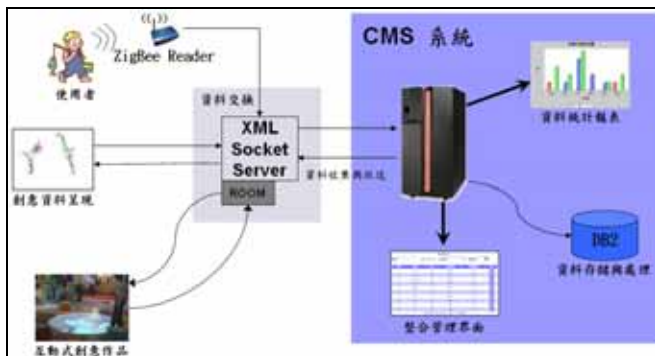 CMS 系統
ZigBee Reader
使用者
資料交換
XML
Socket
Server
ROOM
資料統計報表
資料收集與派送
創意資料呈現
DB2
資料存儲與處理
整合管理界面
互動式創意作品